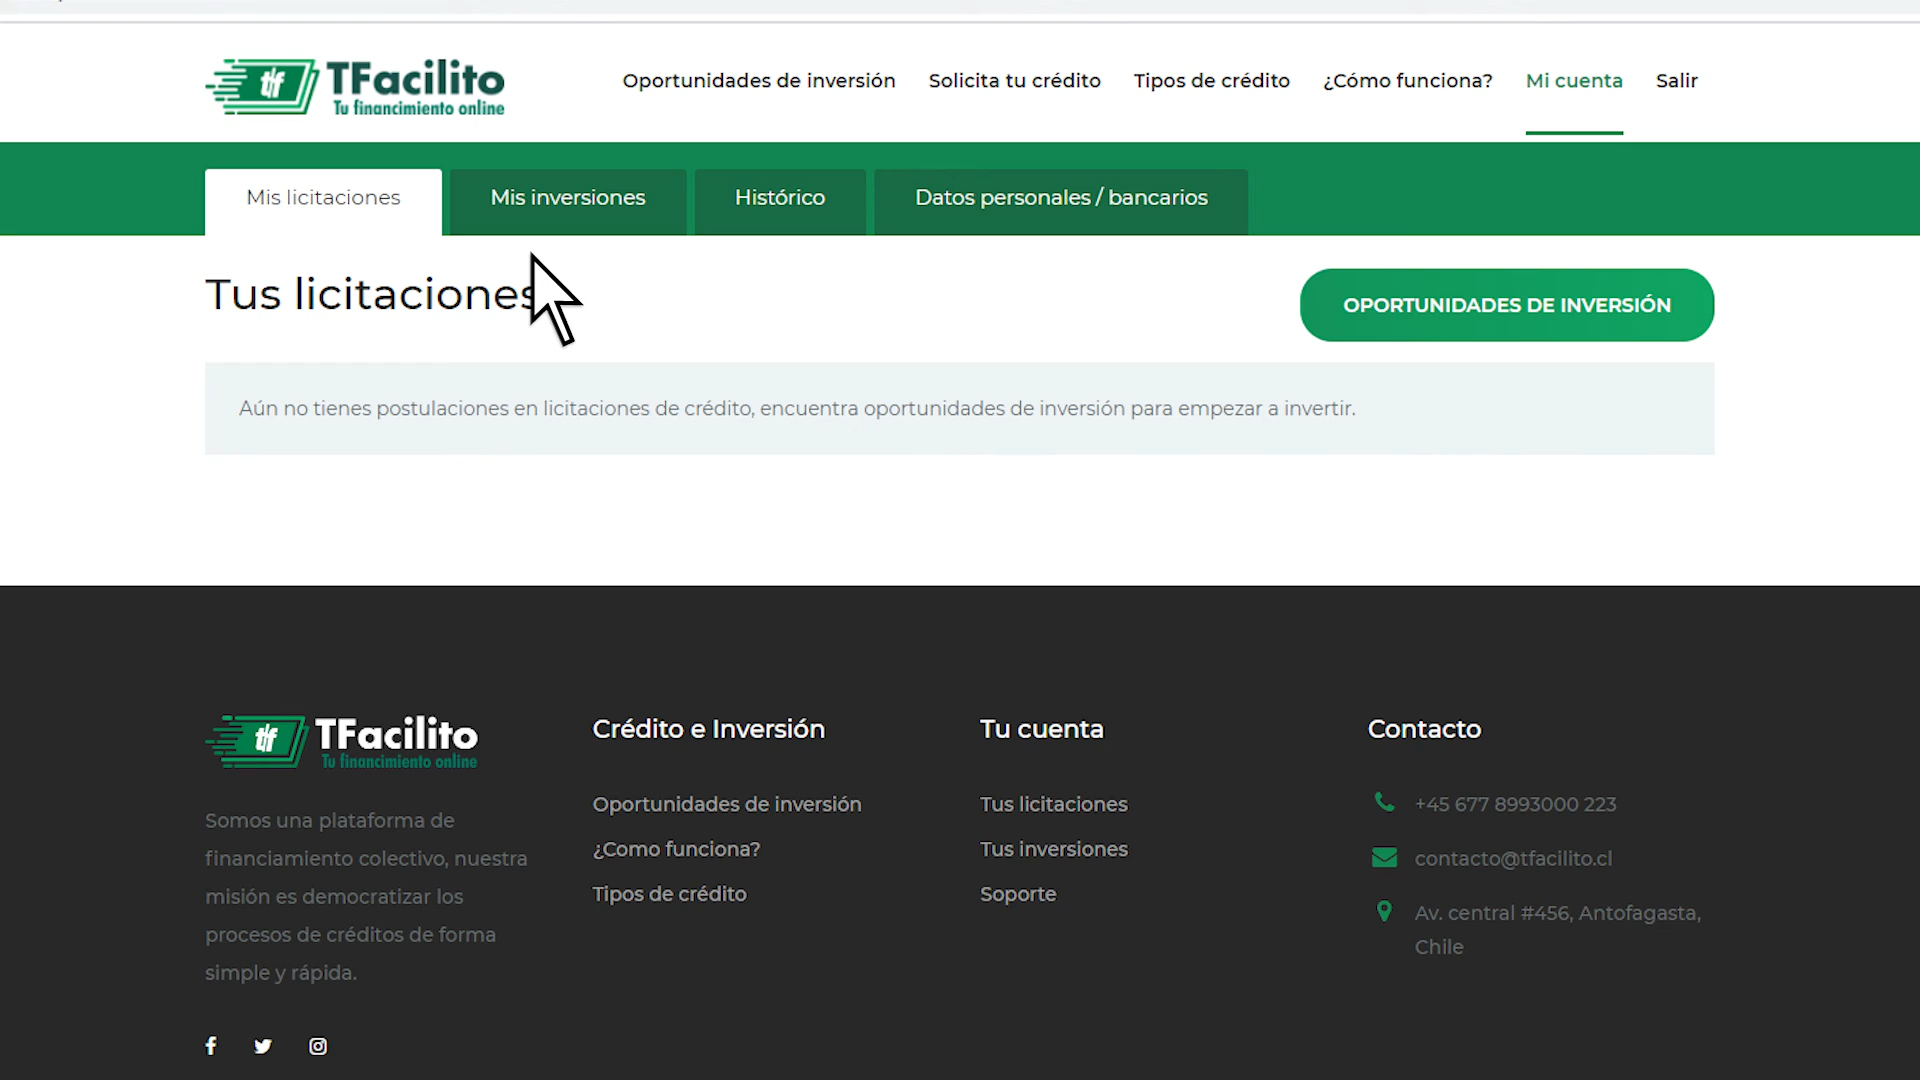 tlf TFacilito
Tu financimiento online
Oportunidades de inversión Solicita tu crédito Tipos de crédito ¿Cómo funciona? Mi cuenta Salir
Mis licitaciones Mis inversiones Histórico Datos personales / bancarios
Tus licitaciones
OPORTUNIDADES DE INVERSIÓN
Aún no tienes postulaciones en licitaciones de crédito, encuentra oportunidades de inversión para empezar a invertir.
tlf TFacilito
Tu financimiento online
Somos una plataforma de
financiamiento colectivo, nuestra
misión es democratizar los
procesos de créditos de forma
simple y rápida.
Crédito e Inversión
Oportunidades de inversión
¿Como funciona?
Tipos de crédito
Tu cuenta
Tus licitaciones
Tus inversiones
Soporte
Contacto
+45 677 8993000 223
contacto@tfacilito.cl
Av. central #456, Antofagasta,
Chile